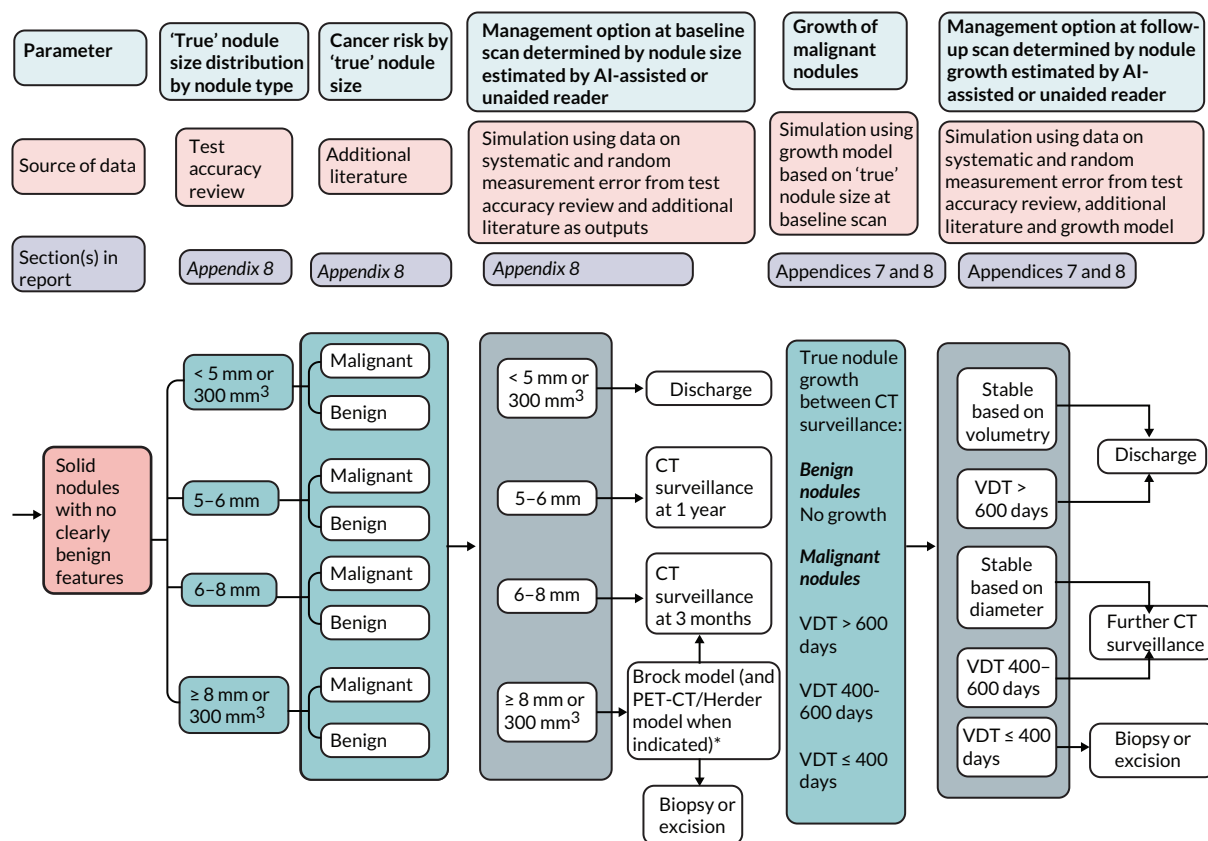 Parameter
'True' nodule
size distribution
by nodule type
Cancer risk by
'true' nodule
size
Management option at baseline
scan determined by nodule size
estimated by AI-assisted or
unaided reader
Growth of
malignant
nodules
Management option at follow-
up scan determined by nodule
growth estimated by AI-
assisted or unaided reader
Source of data
Test
accuracy
review
Additional
literature
Simulation using data on
systematic and random
measurement error from test
accuracy review and additional
literature as outputs
Simulation using
growth model
based on 'true'
nodule size at
baseline scan
Simulation using data on
systematic and random
measurement error from test
accuracy review, additional
literature and growth model
Section(s) in
report
Appendix 8
Appendix 8
Appendix 8
Appendices 7 and 8
Appendices 7 and 8
Solid
nodules
with no
clearly
benign
features
< 5 mm or
300 mm³
5–6 mm
6–8 mm
≥ 8 mm or
300 mm³
Malignant
Benign
Malignant
Benign
Malignant
Benign
Malignant
Benign
< 5 mm or
300 mm³
5–6 mm
6–8 mm
≥ 8 mm or
300 mm³
Discharge
CT
surveillance
at 1 year
CT
surveillance
at 3 months
Brock model (and
PET-CT/Herder
model when
indicated)*
Biopsy or
excision
True nodule
growth
between CT
surveillance:
Benign
nodules
No growth
Malignant
nodules
VDT > 600
days
VDT 400-
600 days
VDT ≤ 400
days
Stable
based on
volumetry
VDT >
600 days
Stable
based on
diameter
VDT 400–
600 days
VDT ≤ 400
days
Discharge
Further CT
surveillance
Biopsy or
excision